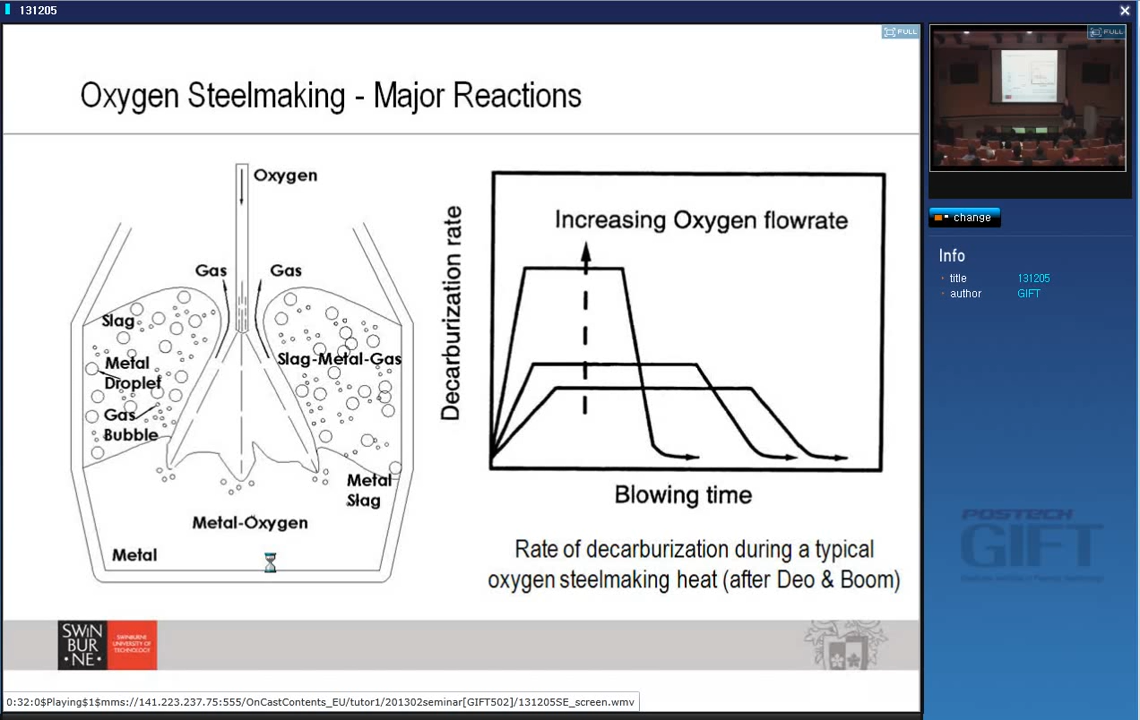 131205
FULL
FULL
Oxygen Steelmaking - Major Reactions
Oxygen
Gas
Gas
Slag
Slag-Metal-Gas
Metal
Droplet
Gas
Bubble
Metal
Slag
Metal-Oxygen
Metal
Decarburization rate
Increasing Oxygen flowrate
Blowing time
Rate of decarburization during a typical
oxygen steelmaking heat (after Deo & Boom)
SWiN
BUR
•NE•
SWINBURNE
UNIVERSITY OF
TECHNOLOGY
change
Info
title 131205
author GIFT
POSTECH
GIFT
0:32:0$Playing$1$mms://141.223.237.75:555/OnCastContents_EU/tutor1/201302seminar[GIFT502]/131205SE_screen.wmv